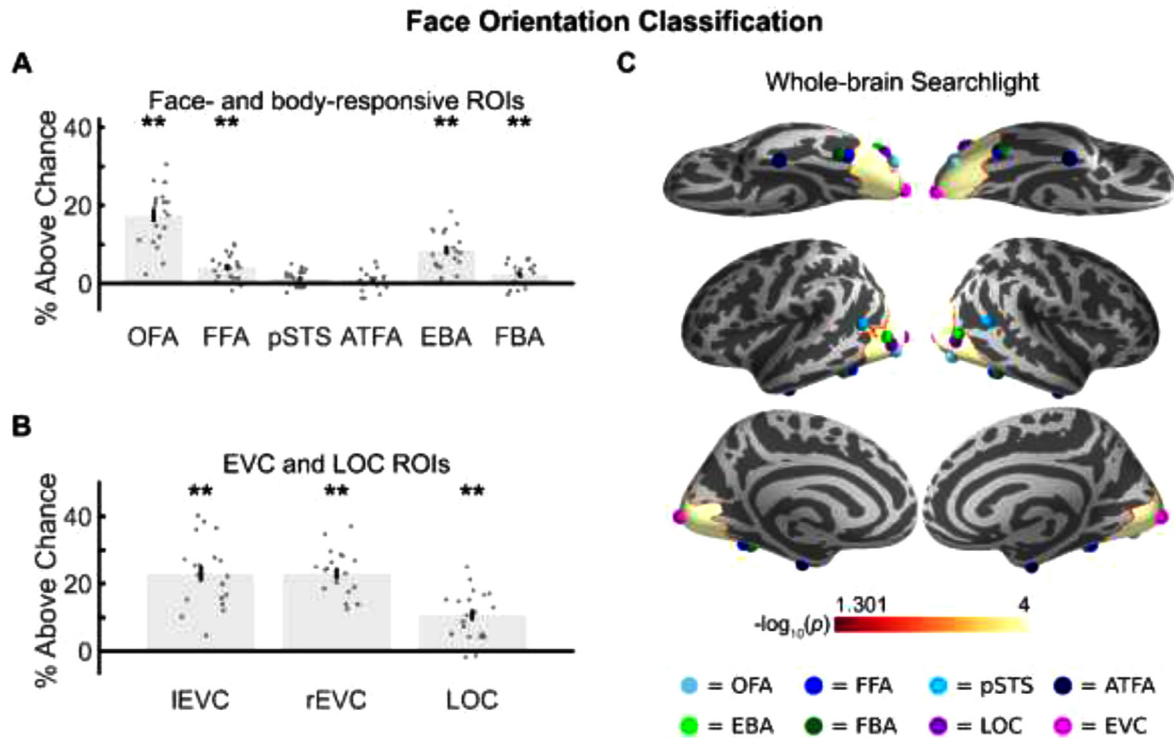 Face Orientation Classification
A
Face- and body-responsive ROIs
** ** ** **
% Above Chance
40
20
0
OFA FFA pSTS ATFA EBA FBA
B
EVC and LOC ROIs
** ** **
% Above Chance
40
20
0
lEVC rEVC LOC
C
Whole-brain Searchlight
1.301 4
-log10(p)
= OFA = FFA = pSTS = ATFA
= EBA = FBA = LOC = EVC